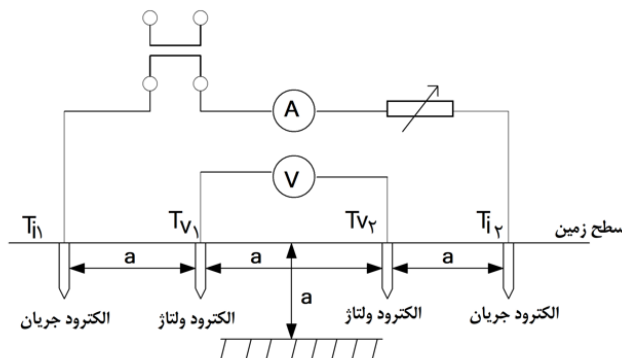 A
V
Ti۱ Tv۱ Tv۲ Ti۲ سطح زمین
a a a
a
الکترود جریان الکترود ولتاژ الکترود ولتاژ الکترود جریان